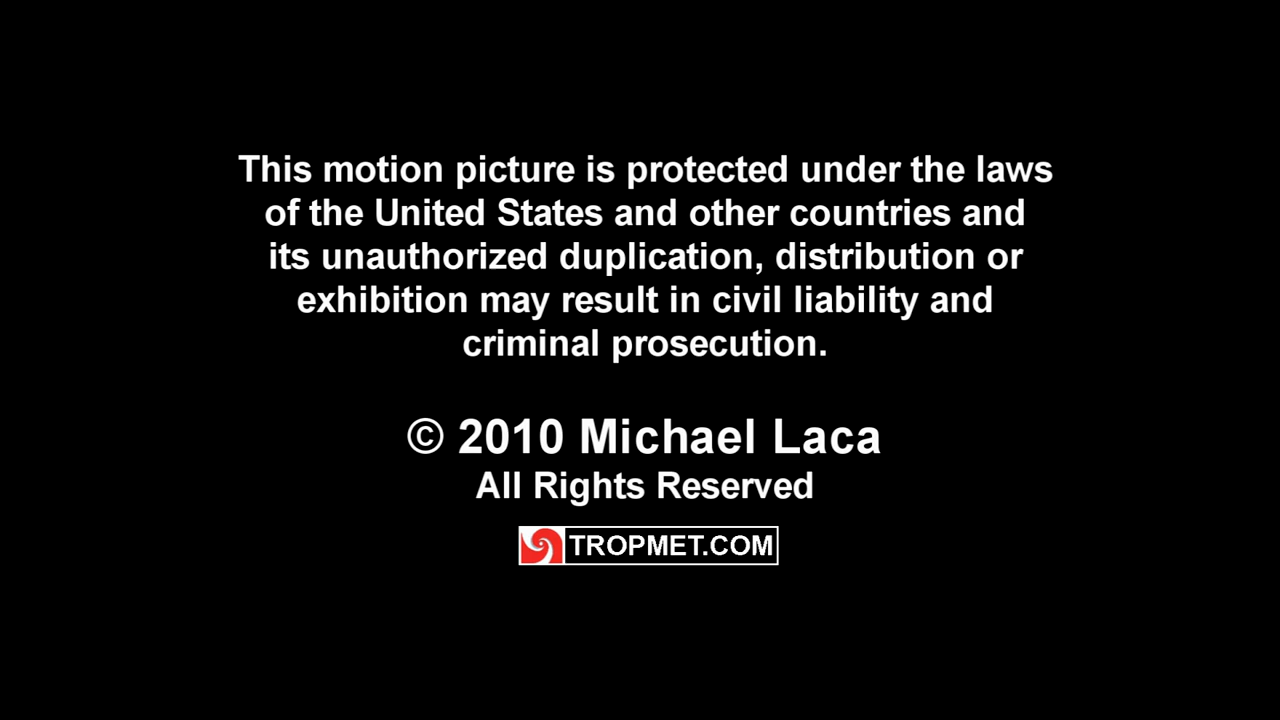 This motion picture is protected under the laws
of the United States and other countries and
its unauthorized duplication, distribution or
exhibition may result in civil liability and
criminal prosecution.
© 2010 Michael Laca
All Rights Reserved
TROPMET.COM